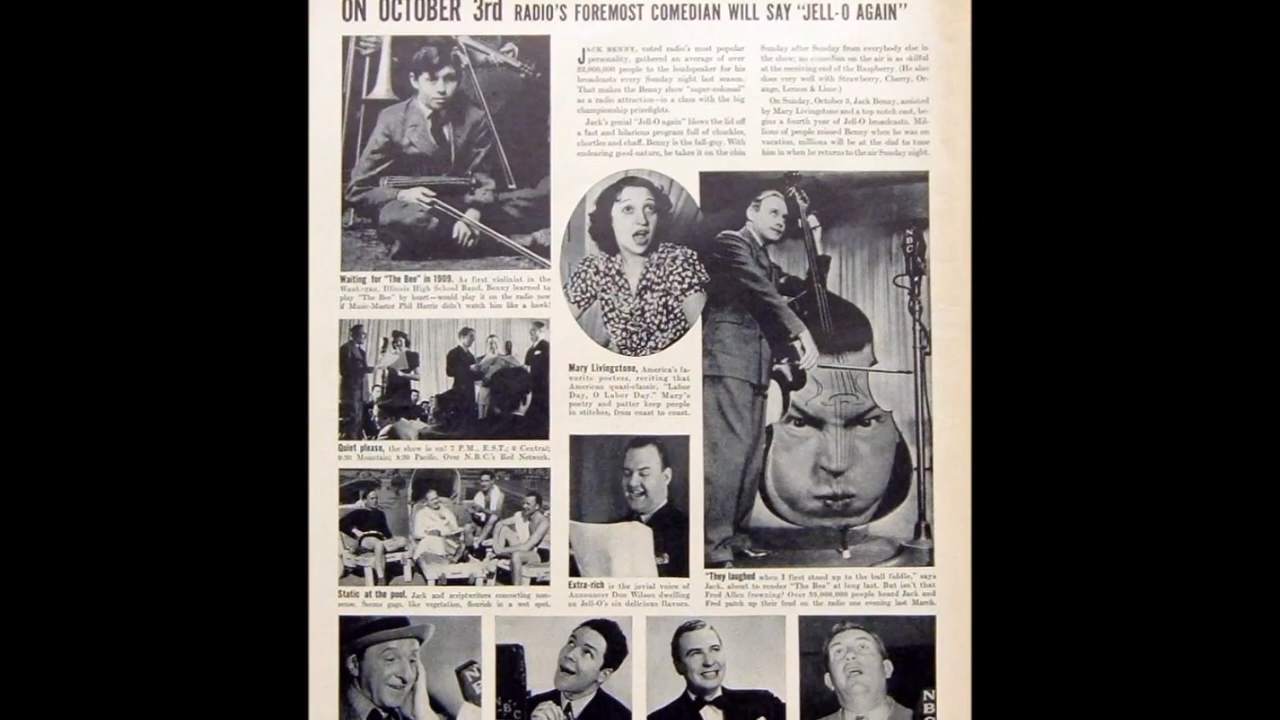 ON OCTOBER 3rd RADIO'S FOREMOST COMEDIAN WILL SAY "JELL-O AGAIN"
JACK BENNY, voted radio's most popular
personality, gathered an average of over
broadcasts every Sunday night last season.
That makes the Benny show "super-colossal"
as a radio attraction—in a class with the big
championship prizefights.
Jack's genial "Jell-O again" blows the lid off
a fast and hilarious program full of chuckles,
chortles and chaff. Benny is the fall-guy. With
endearing good-nature, he takes it on the chin
Sunday after Sunday from everybody else in
the show; no comedian on the air is as skilful
at the receiving end of the Raspberry. (He also
does very well with Strawberry, Cherry, Or-
ange, Lemon & Lime.)
On Sunday, October 3, Jack Benny, assisted
by Mary Livingstone and a top notch cast, be-
gins a fourth year of Jell-O broadcasts. Mil-
lions of people missed Benny when he was on
vacation, millions will be at the dial to tune
him in when he returns to the air Sunday night.
Waiting for "The Bee" in 1909. As first violinist in the
Illinois High School Band, Benny learned to
play "The Bee" by heart—would play it on the radio now
if Music-Master Phil Harris didn't watch him like a hawk!
Quiet please, the show is on! 7 P.M., E.S.T.; 6 Central;
Mountain; 8:30 Pacific. Over N.B.C.'s Red Network.
Static at the pool. Jack and scriptwriters concocting non-
sense. Seems gags, like vegetation, flourish in a wet spot.
Mary Livingstone, America's fa-
vorite poetess, reciting that
American quasi-classic, "Labor
Day, O Labor Day." Mary's
poetry and patter keep people
in stitches, from coast to coast.
Extra-rich is the jovial voice of
Announcer Don Wilson dwelling
on Jell-O's six delicious flavors.
NBC
"They laughed when I first stood up to the bull fiddle," says
Jack, about to render "The Bee" at long last. But isn't that
Fred Allen frowning? Over people heard Jack and
Fred patch up their feud on the radio one evening last March.
NBC
NBC